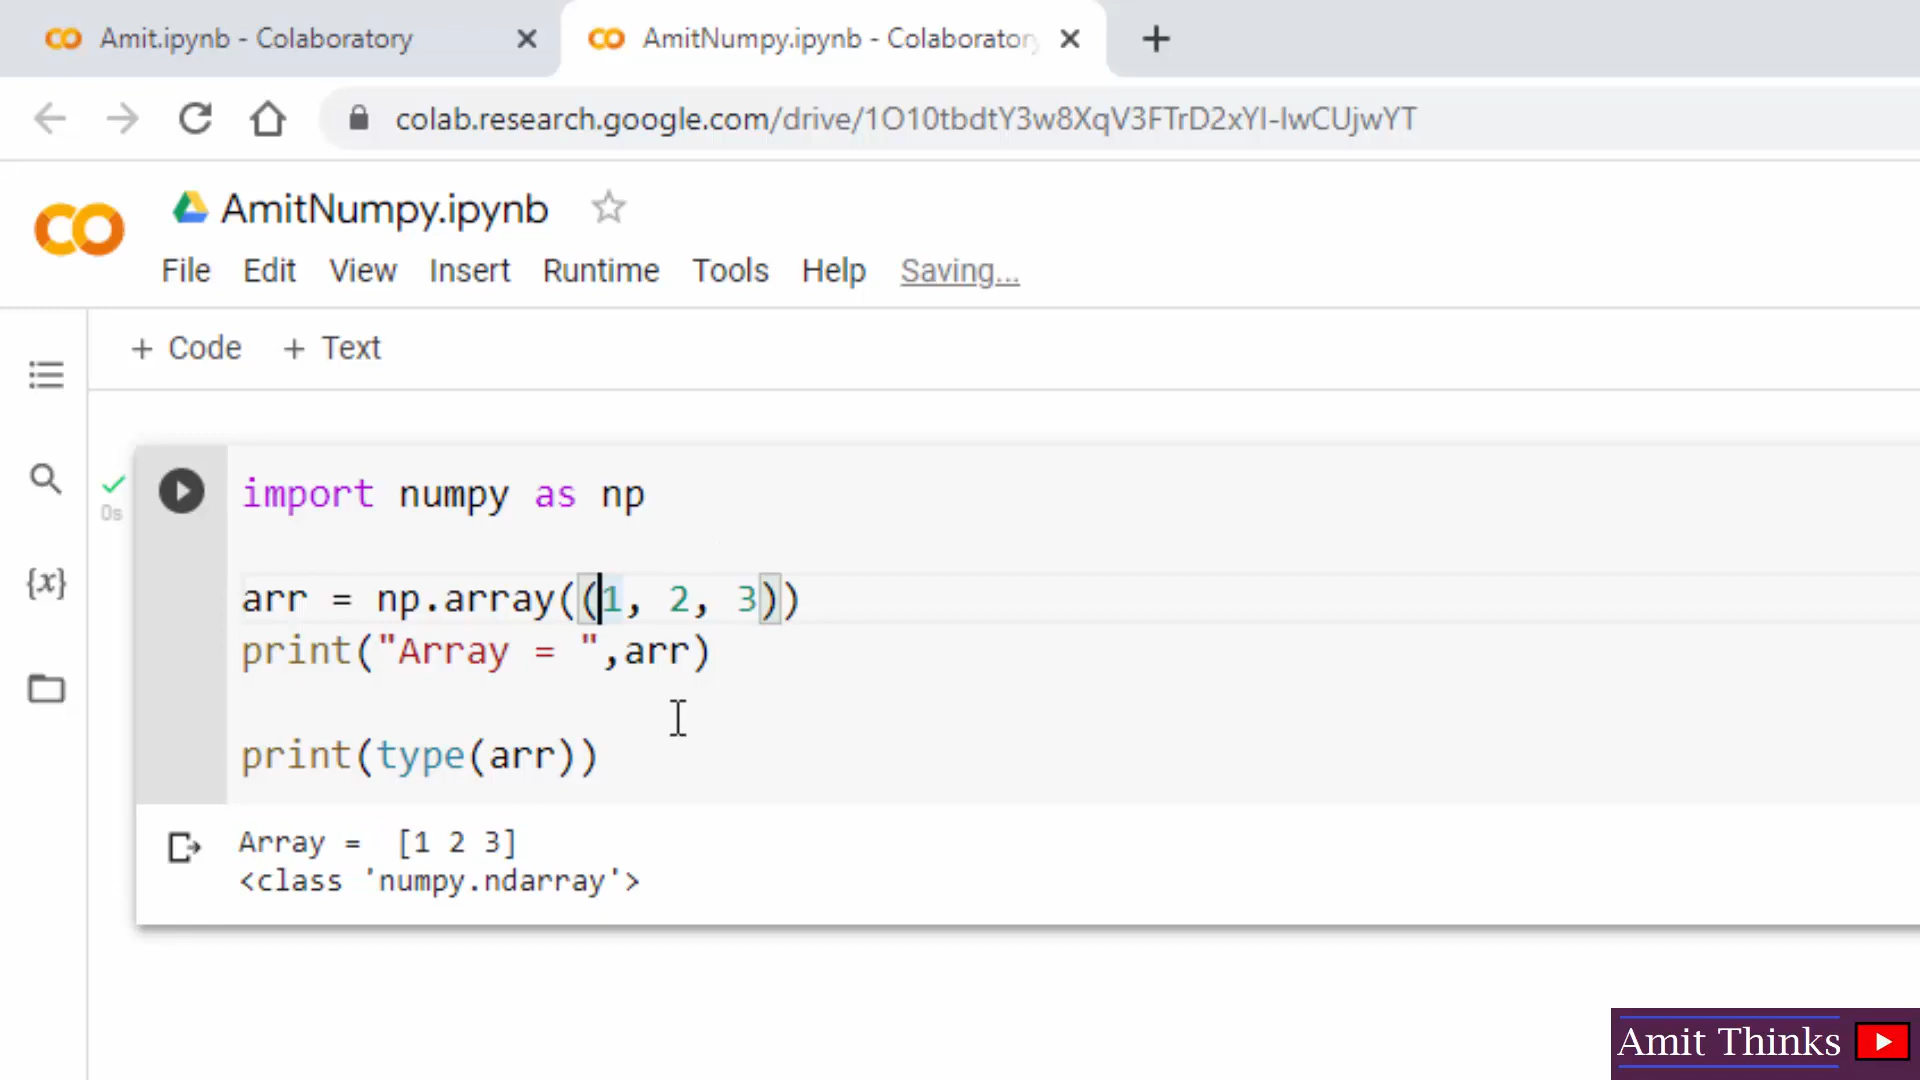 Amit.ipynb - Colaboratory
AmitNumpy.ipynb - Colaboratory
colab.research.google.com/drive/1O10tbdtY3w8XqV3FTrD2xYI-IwCUjwYT
AmitNumpy.ipynb
File Edit View Insert Runtime Tools Help Saving...
+ Code + Text
import numpy as np
0s
arr = np.array((1, 2, 3))
{x}
print("Array = ",arr)
print(type(arr))
Array =  [1 2 3]
<class 'numpy.ndarray'>
Amit Thinks